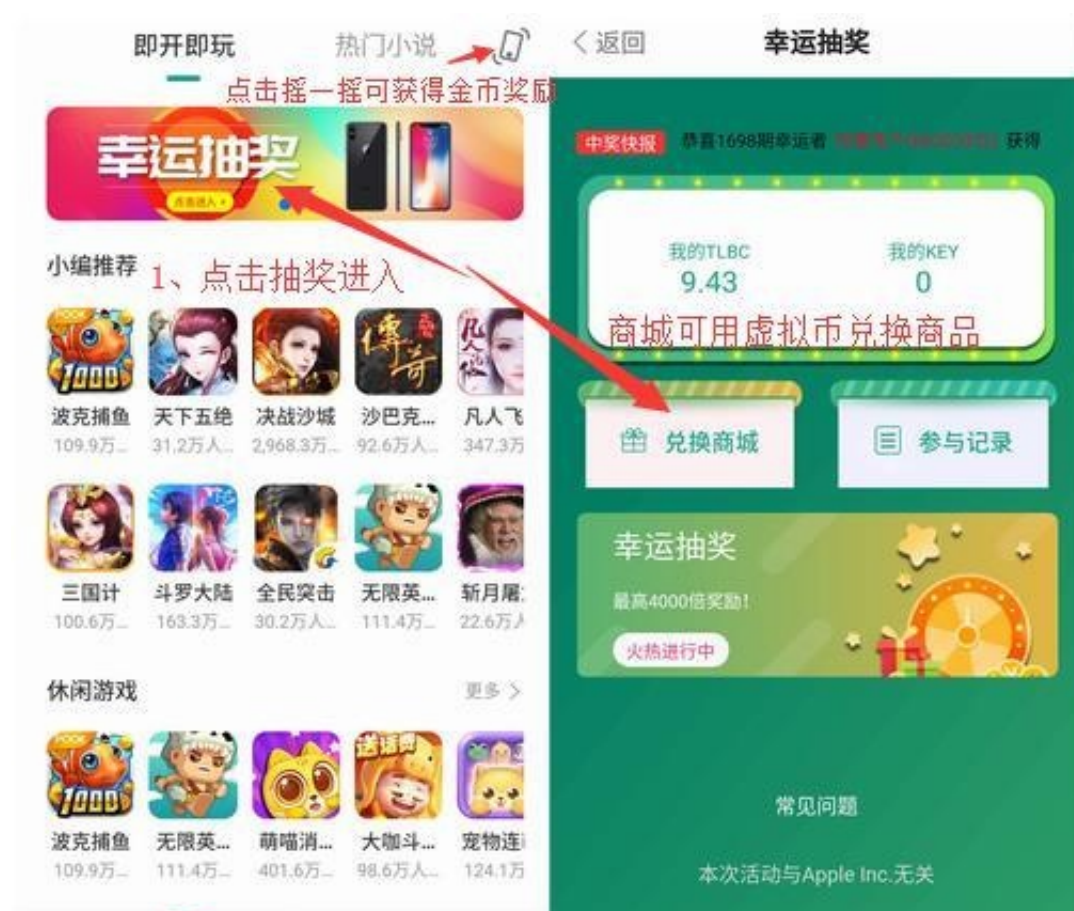 即开即玩
热门小说
点击摇一摇可获得金币奖励
幸运抽奖
点击进入
小编推荐
1、点击抽奖进入
波克捕鱼
天下五绝
决战沙城
沙巴克...
凡人飞
109.9万...
31.2万人...
2,968.3万...
92.6万人...
347.3万
三国计
斗罗大陆
全民突击
无限英...
斩月屠
100.6万...
163.3万...
30.2万人...
111.4万...
22.6万人
休闲游戏
更多 >
送话费
波克捕鱼
无限英...
萌喵消...
大咖斗...
宠物连
109.9万...
111.4万...
401.6万...
98.6万人...
124.1万
< 返回
幸运抽奖
中奖快报
恭喜1698期幸运者
获得
我的TLBC
我的KEY
9.43
0
商城可用虚拟币兑换商品
兑换商城
参与记录
幸运抽奖
最高4000倍奖励!
火热进行中
常见问题
本次活动与Apple Inc.无关